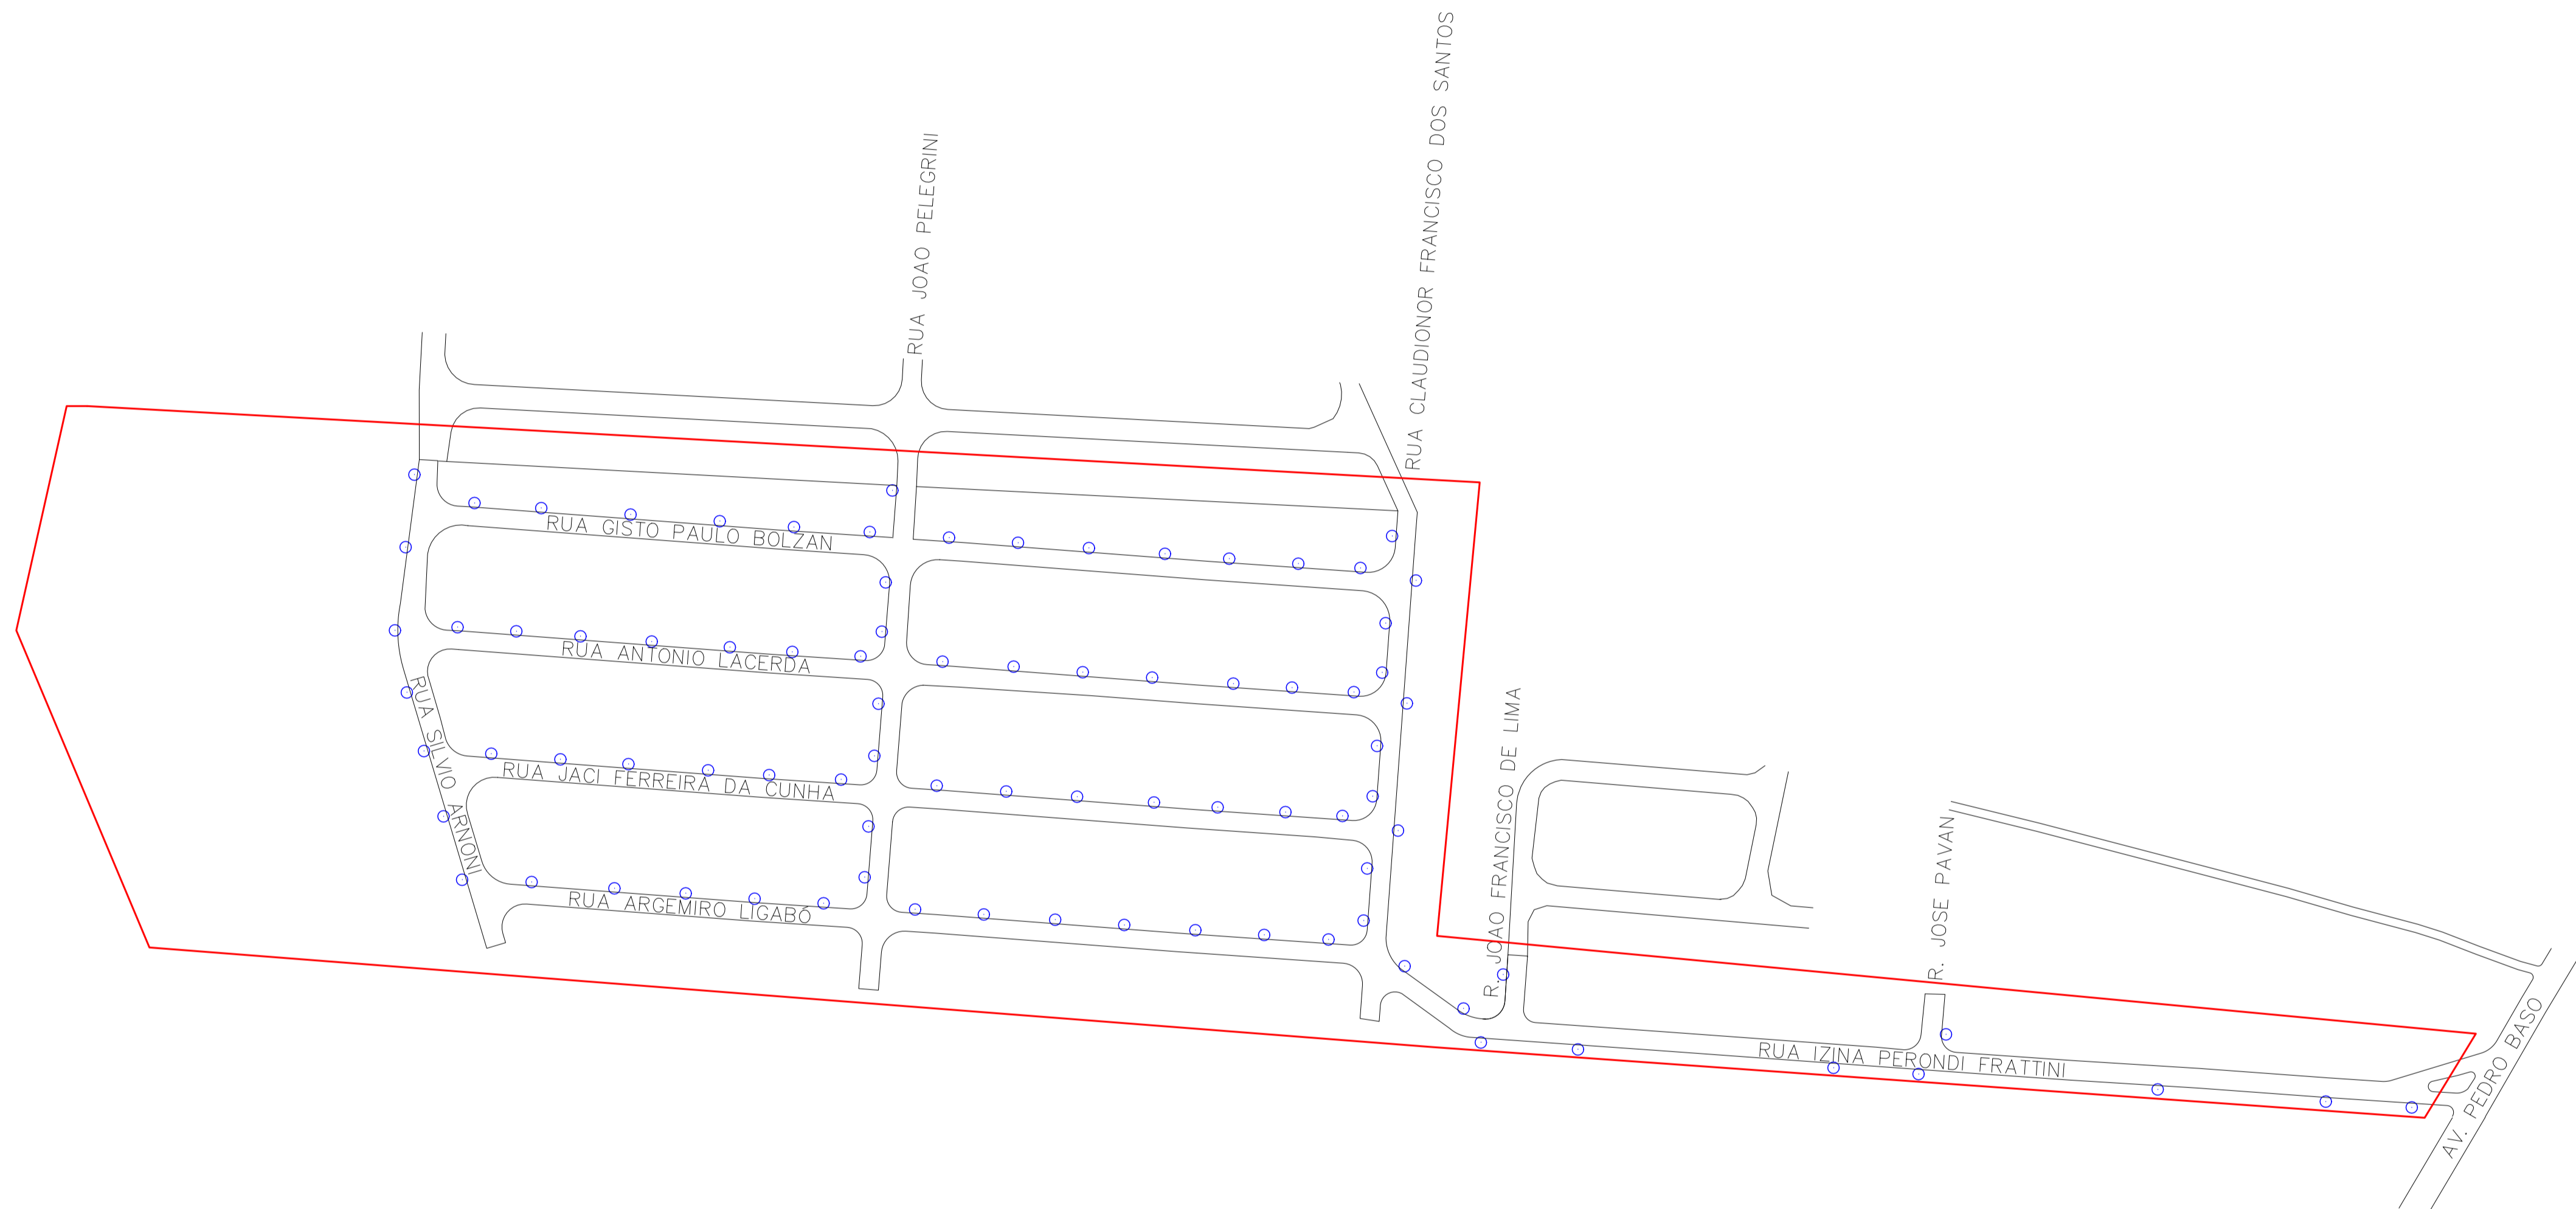 RUA CLAUDIONOR FRANCISCO DOS SANTOS
RUA JOAO PELEGRINI
RUA GISTO PAULO BOLZAN
RUA ANTONIO LACERDA
RUA SILVIO ARNONI
RUA JACI FERREIRA DA CUNHA
RUA ARGEMIRO LIGABÓ
R. JOAO FRANCISCO DE LIMA
R. JOSE PAVAN
RUA IZINA PERONDI FRATTINI
AV. PEDRO BASO